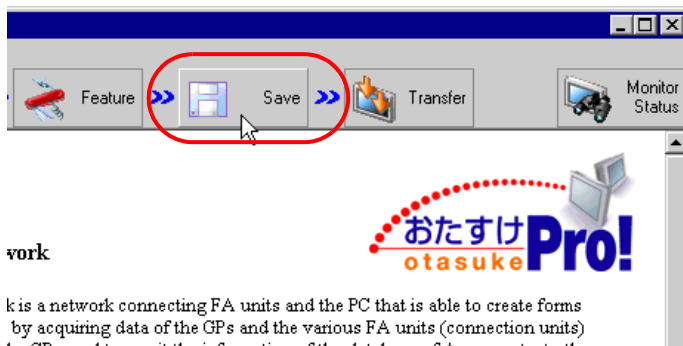 Feature
Save
Transfer
Monitor
Status
おたすけPro!
otasuke
work
k is a network connecting FA units and the PC that is able to create forms
by acquiring data of the GPs and the various FA units (connection units)